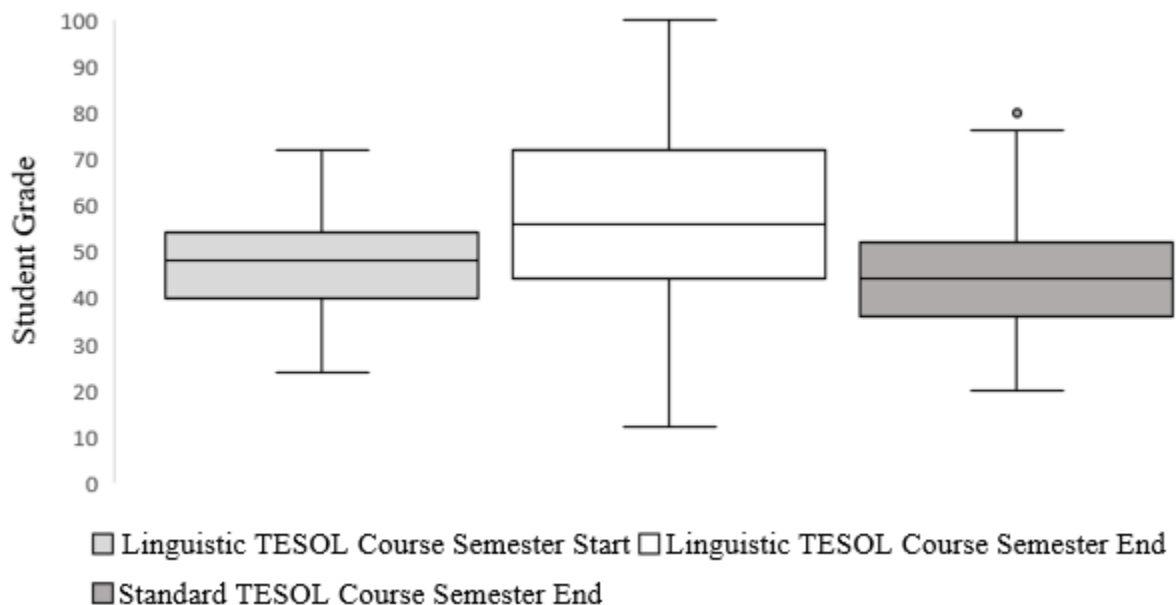 100
90
80
70
60
50
40
30
20
10
0
Student Grade
Linguistic TESOL Course Semester Start
Linguistic TESOL Course Semester End
Standard TESOL Course Semester End